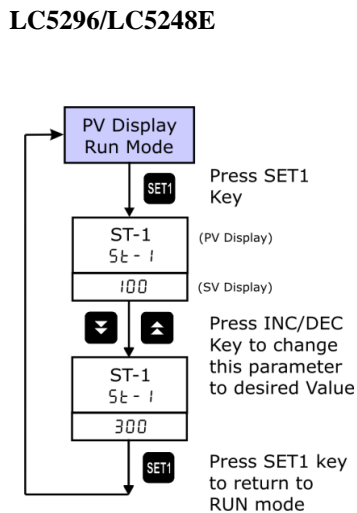 LC5296/LC5248E
PV Display
Run Mode
SET1
Press SET1
Key
ST-1
St-1
(PV Display)
100
(SV Display)
Press INC/DEC
Key to change
this parameter
to desired Value
ST-1
St-1
300
SET1
Press SET1 key
to return to
RUN mode